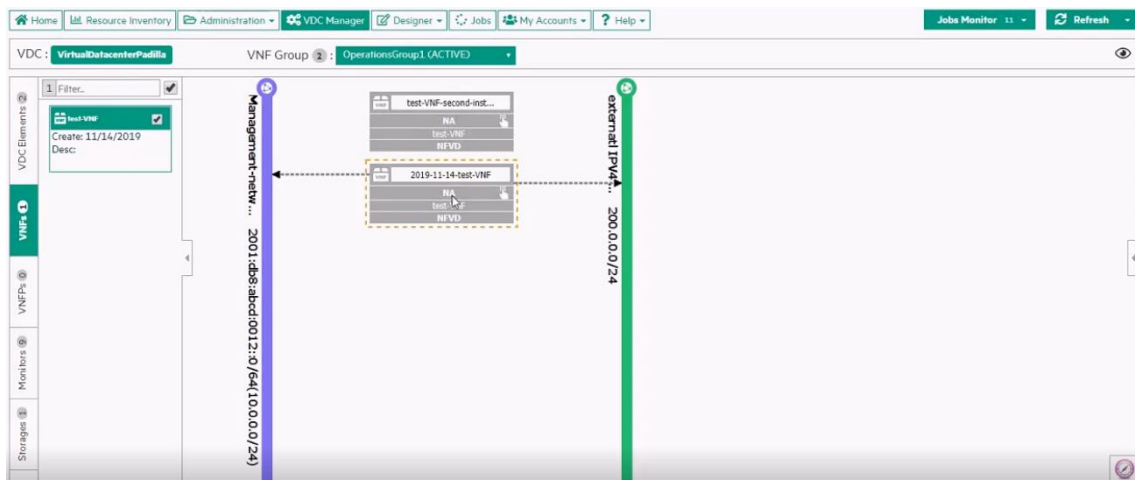 Home Resource Inventory Administration VDC Manager Designer Jobs My Accounts ? Help Jobs Monitor 11 Refresh
VDC : VirtualDatacenterPadilla VNF Group 2 : OperationsGroup1 (ACTIVE)
VDC Elements 2
VNFs 1
VNFPs 0
Monitors 9
Storages 1
1 Filter..
test-VNF
Create: 11/14/2019
Desc:
Management-netw... 2001:db8:abcd:0012::0/64(10.0.0.0/24)
test-VNF-second-inst...
NA
test-VNF
NFVD
2019-11-14-test-VNF
NA
test-VNF
NFVD
externatl IPV4-... 200.0.0.0/24